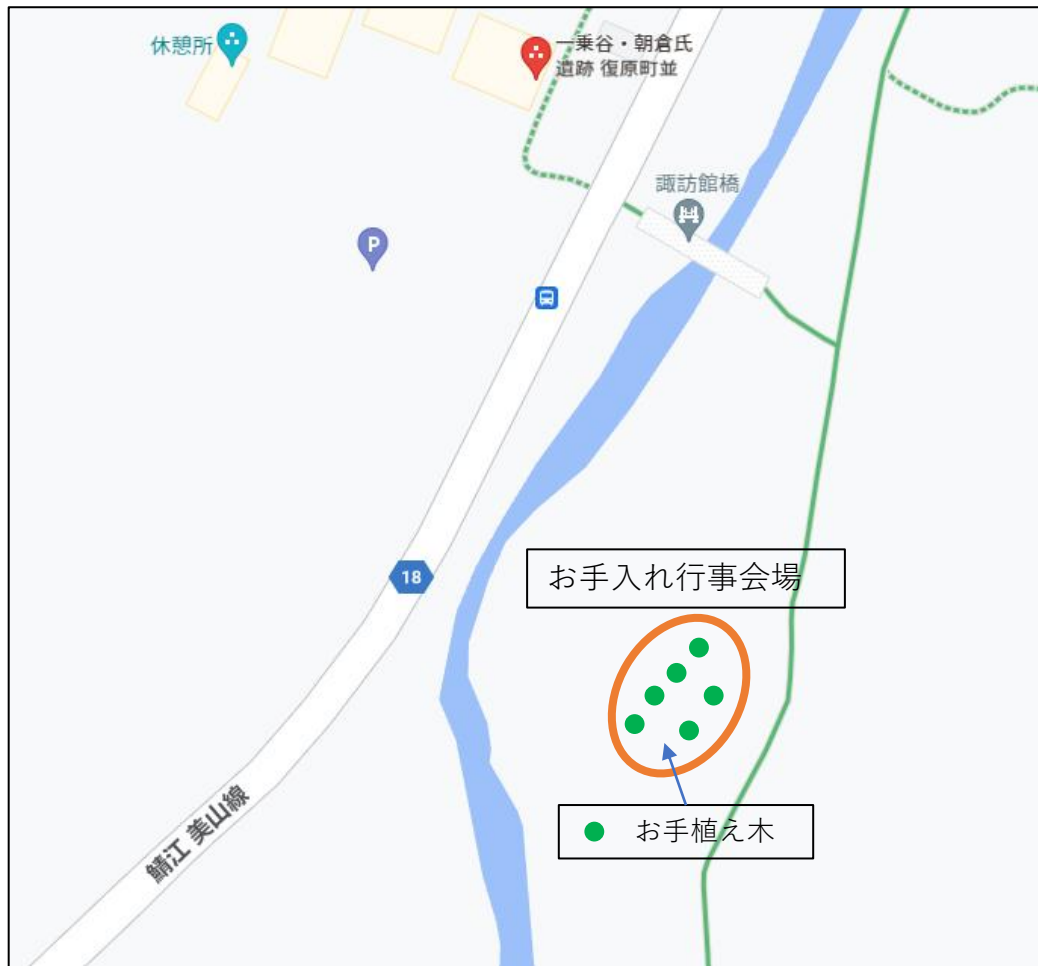 休憩所
一乗谷・朝倉氏
遺跡 復原町並
諏訪館橋
P
18
お手入れ行事会場
お手植え木
鯖江 美山線